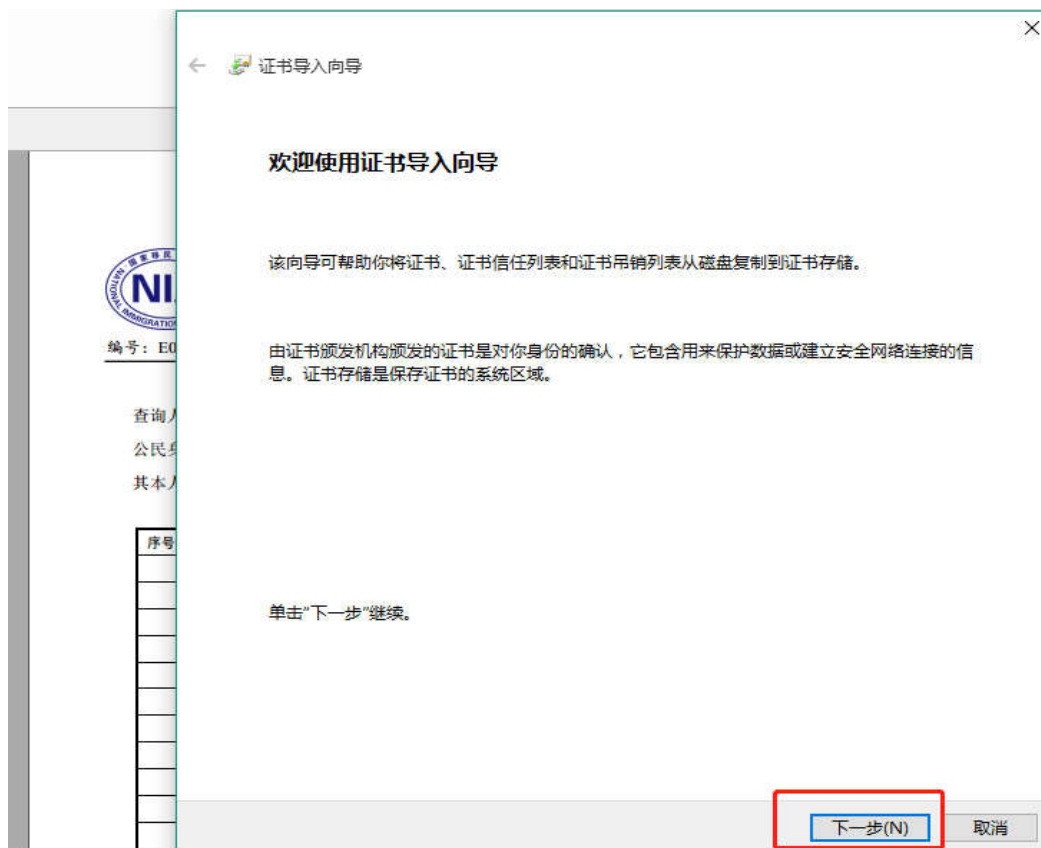 证书导入向导
欢迎使用证书导入向导
该向导可帮助你将证书、证书信任列表和证书吊销列表从磁盘复制到证书存储。
国家移民
NATIONAL IMMIGRATION
NI
编号：E0
由证书颁发机构颁发的证书是对你身份的确认，它包含用来保护数据或建立安全网络连接的信
息。证书存储是保存证书的系统区域。
查询
公民
其本
序号
单击"下一步"继续。
下一步(N)
取消